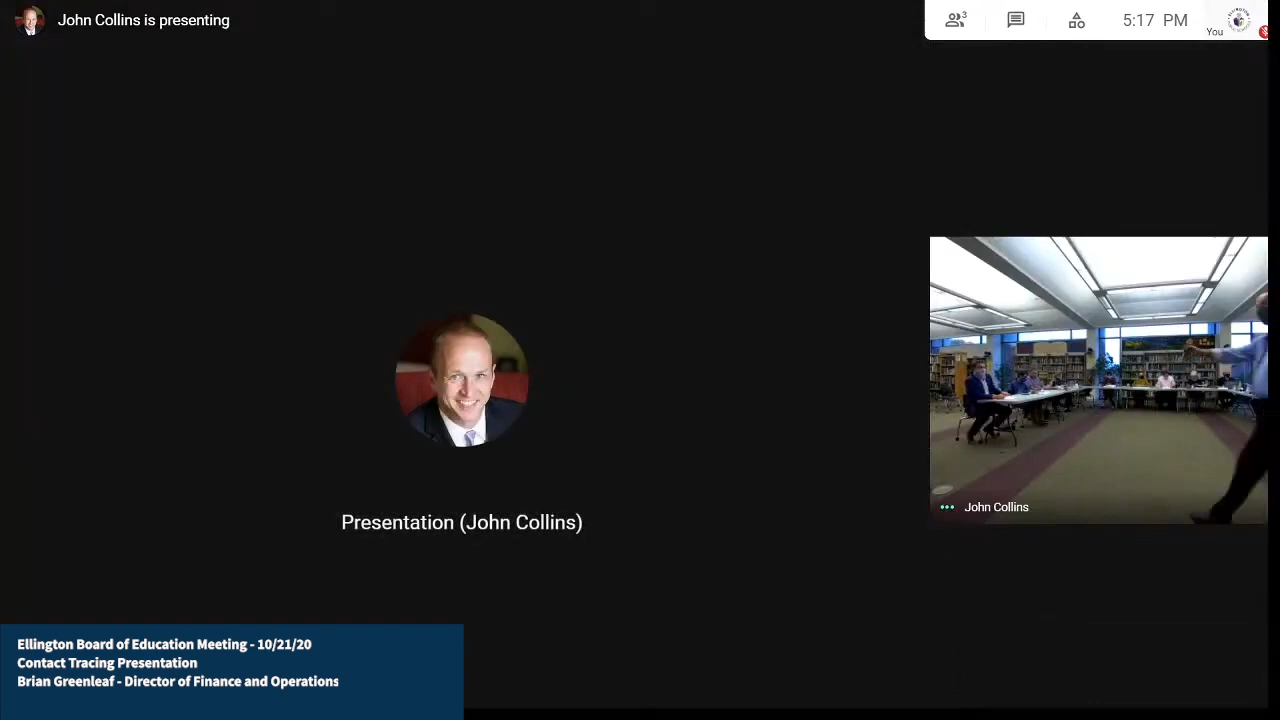 John Collins is presenting
3
5:17 PM
You
Presentation (John Collins)
John Collins
Ellington Board of Education Meeting - 10/21/20
Contact Tracing Presentation
Brian Greenleaf - Director of Finance and Operations